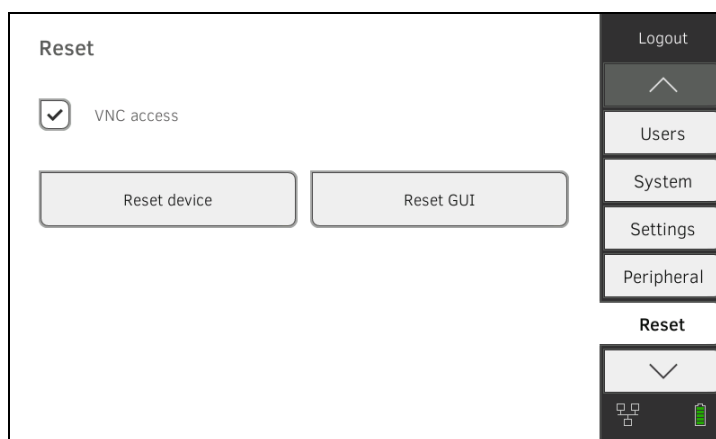 Reset
VNC access
Reset device
Reset GUI
Logout
Users
System
Settings
Peripheral
Reset